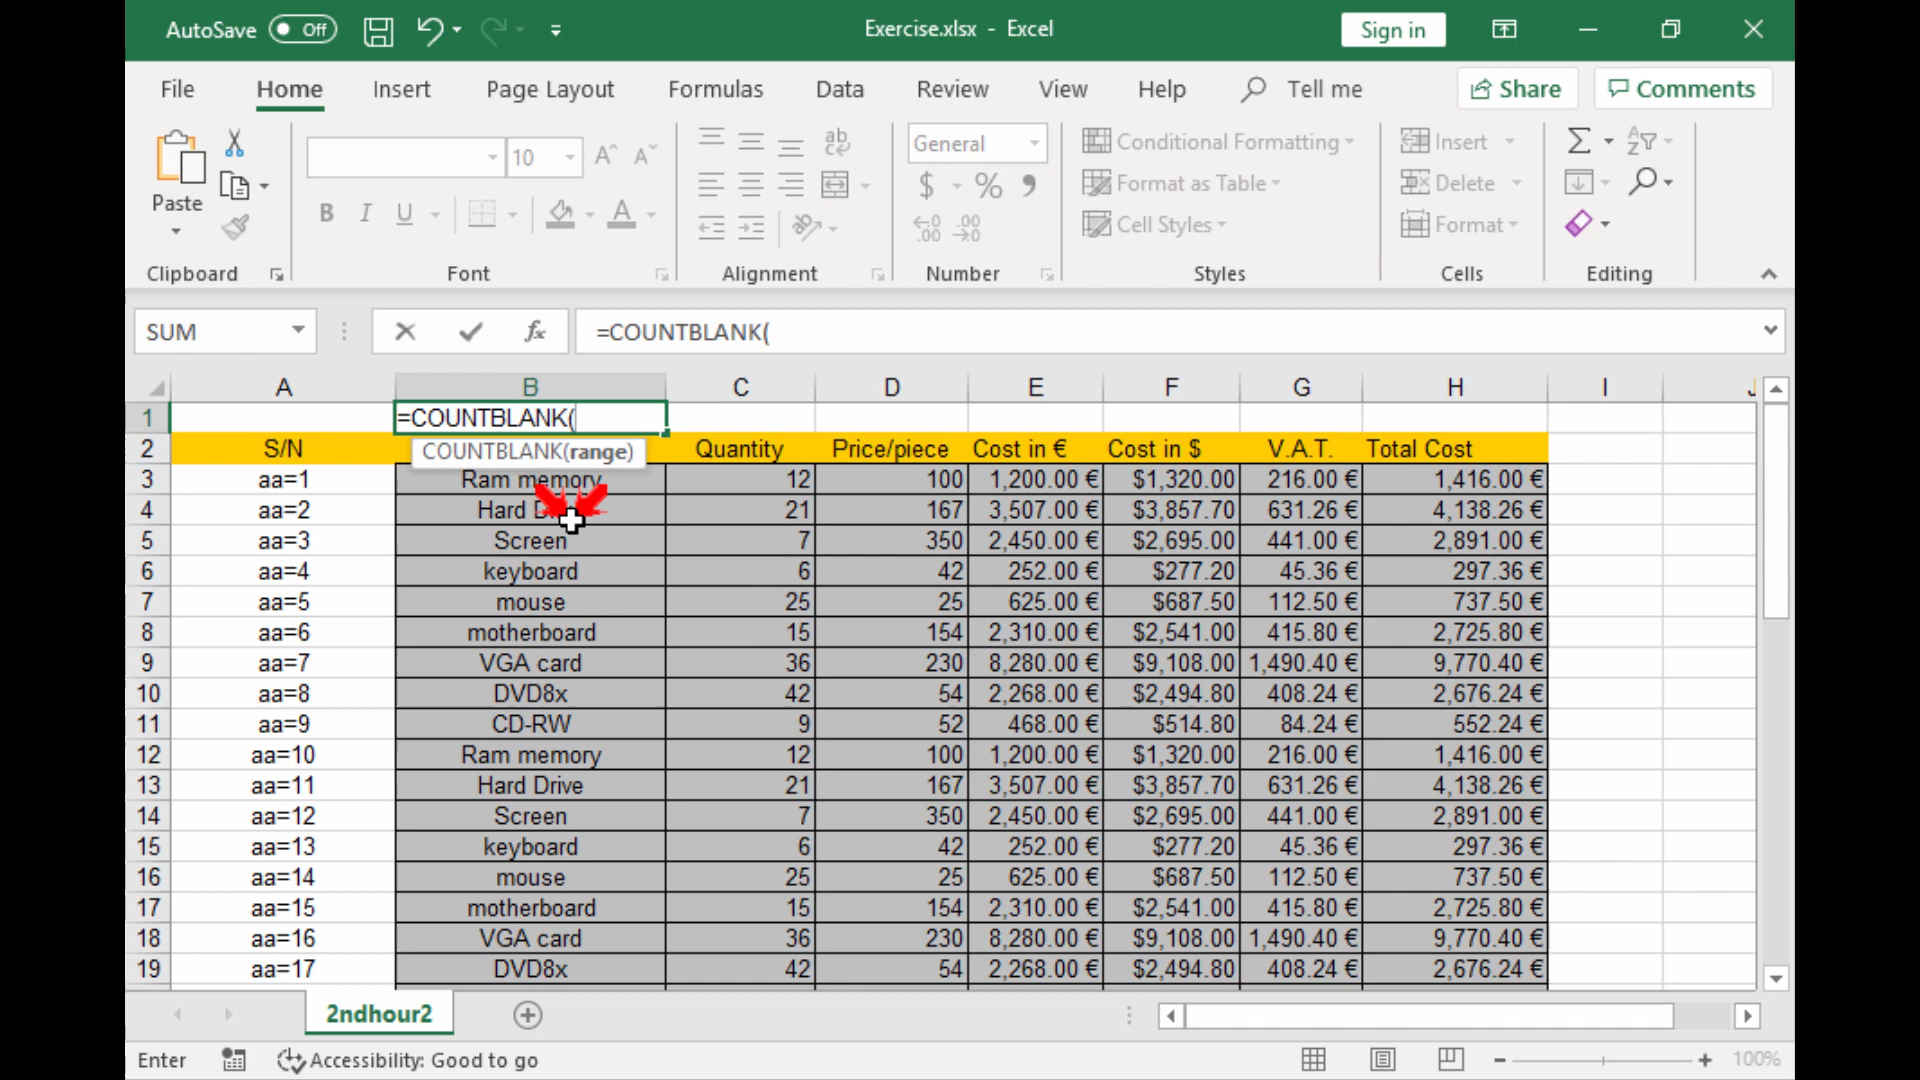 AutoSave Off Exercise.xlsx - Excel Sign in
File Home Insert Page Layout Formulas Data Review View Help Tell me Share Comments
Paste 10 A A ab General Conditional Formatting Insert
B I U A $ % Format as Table Delete
Cell Styles Format
Clipboard Font Alignment Number Styles Cells Editing
SUM fx =COUNTBLANK(
A B C D E F G H I J
1 =COUNTBLANK(
COUNTBLANK(range)
2 S/N Quantity Price/piece Cost in € Cost in $ V.A.T. Total Cost
3 aa=1 Ram memory 12 100 1,200.00 € $1,320.00 216.00 € 1,416.00 €
4 aa=2 Hard 21 167 3,507.00 € $3,857.70 631.26 € 4,138.26 €
5 aa=3 Screen 7 350 2,450.00 € $2,695.00 441.00 € 2,891.00 €
6 aa=4 keyboard 6 42 252.00 € $277.20 45.36 € 297.36 €
7 aa=5 mouse 25 25 625.00 € $687.50 112.50 € 737.50 €
8 aa=6 motherboard 15 154 2,310.00 € $2,541.00 415.80 € 2,725.80 €
9 aa=7 VGA card 36 230 8,280.00 € $9,108.00 1,490.40 € 9,770.40 €
10 aa=8 DVD8x 42 54 2,268.00 € $2,494.80 408.24 € 2,676.24 €
11 aa=9 CD-RW 9 52 468.00 € $514.80 84.24 € 552.24 €
12 aa=10 Ram memory 12 100 1,200.00 € $1,320.00 216.00 € 1,416.00 €
13 aa=11 Hard Drive 21 167 3,507.00 € $3,857.70 631.26 € 4,138.26 €
14 aa=12 Screen 7 350 2,450.00 € $2,695.00 441.00 € 2,891.00 €
15 aa=13 keyboard 6 42 252.00 € $277.20 45.36 € 297.36 €
16 aa=14 mouse 25 25 625.00 € $687.50 112.50 € 737.50 €
17 aa=15 motherboard 15 154 2,310.00 € $2,541.00 415.80 € 2,725.80 €
18 aa=16 VGA card 36 230 8,280.00 € $9,108.00 1,490.40 € 9,770.40 €
19 aa=17 DVD8x 42 54 2,268.00 € $2,494.80 408.24 € 2,676.24 €
2ndhour2
Enter Accessibility: Good to go 100%